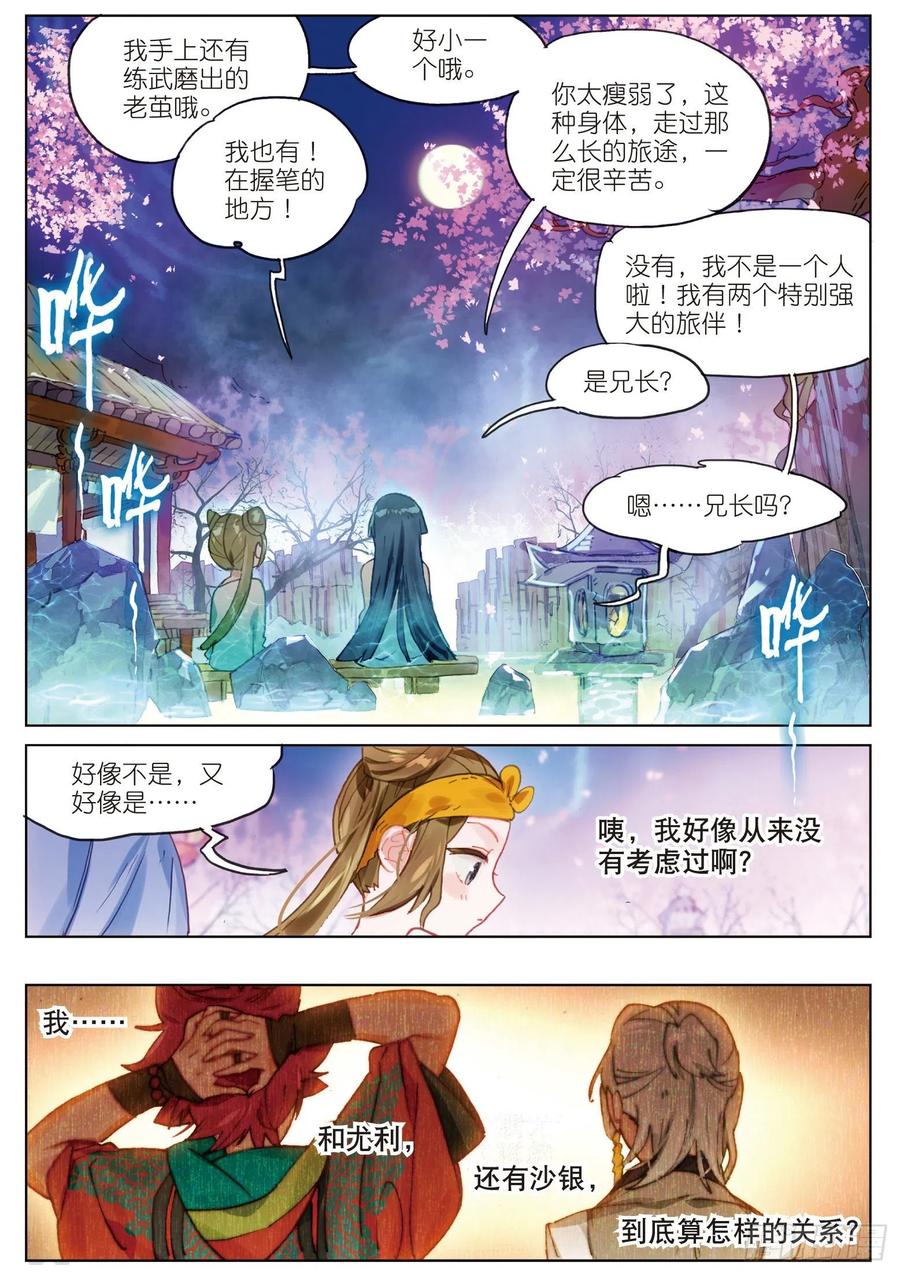 我手上还有
练武磨出的
老茧哦。
好小一
个哦。
我也有！
在握笔的
地方！
你太瘦弱了，这
种身体，走过那
么长的旅途，一
定很辛苦。
没有，我不是一个人
啦！我有两个特别强
大的旅伴！
是兄长？
嗯……兄长吗？
哗
哗
哗
好像不是，又
好像是……
咦，我好像从来没
有考虑过啊？
我……
和尤利，
还有沙银，
到底算怎样的关系？